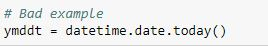 # Bad example
ymddt = datetime.date.today()